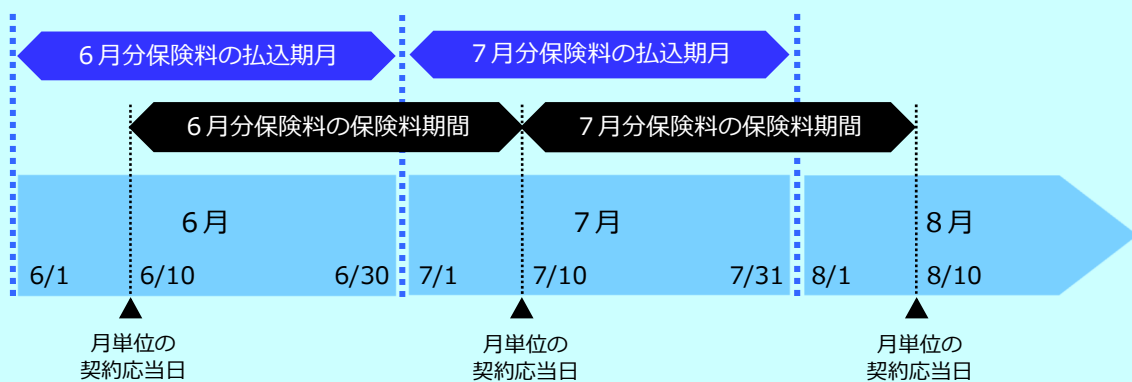 ６月分保険料の払込期月
７月分保険料の払込期月
６月分保険料の保険料期間
７月分保険料の保険料期間
６月
７月
８月
6/1
6/10
6/30
7/1
7/10
7/31
8/1
8/10
月単位の
契約応当日
月単位の
契約応当日
月単位の
契約応当日